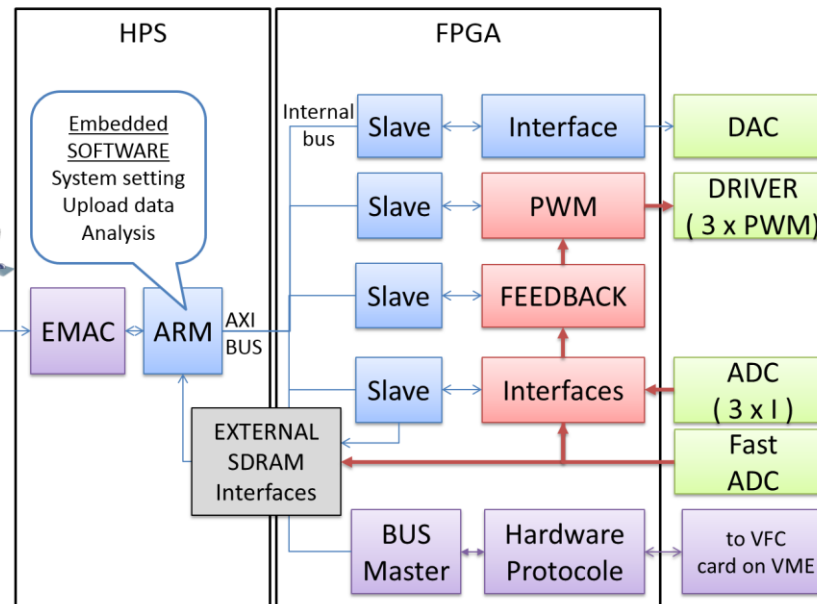 HPS
FPGA
Embedded
SOFTWARE
System setting
Upload data
Analysis
EMAC
ARM
AXI
BUS
Internal
bus
Slave
Interface
DAC
Slave
PWM
DRIVER
( 3 x PWM)
Slave
FEEDBACK
Slave
Interfaces
ADC
( 3 x I )
Fast
ADC
EXTERNAL
SDRAM
Interfaces
BUS
Master
Hardware
Protocole
to VFC
card on VME